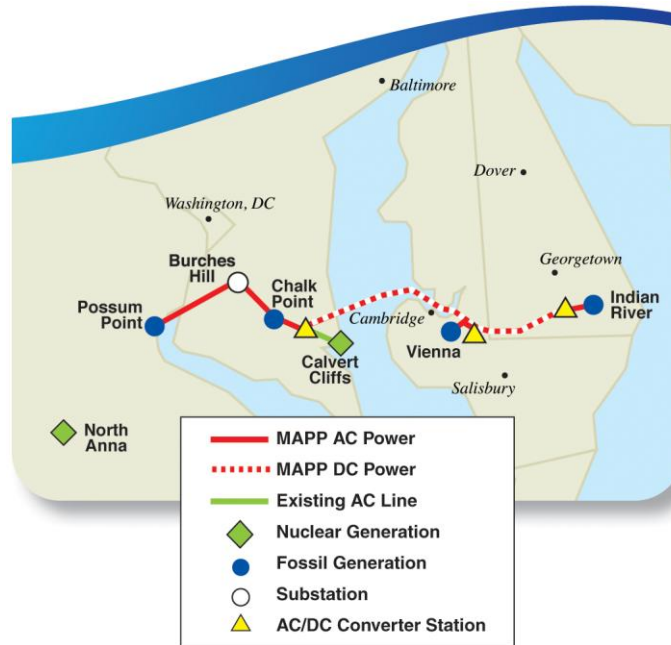 Baltimore
Dover
Washington, DC
Burches
Hill
Georgetown
Chalk
Point
Possum
Point
Indian
River
Cambridge
Vienna
Calvert
Cliffs
Salisbury
North
Anna
MAPP AC Power
MAPP DC Power
Existing AC Line
Nuclear Generation
Fossil Generation
Substation
AC/DC Converter Station